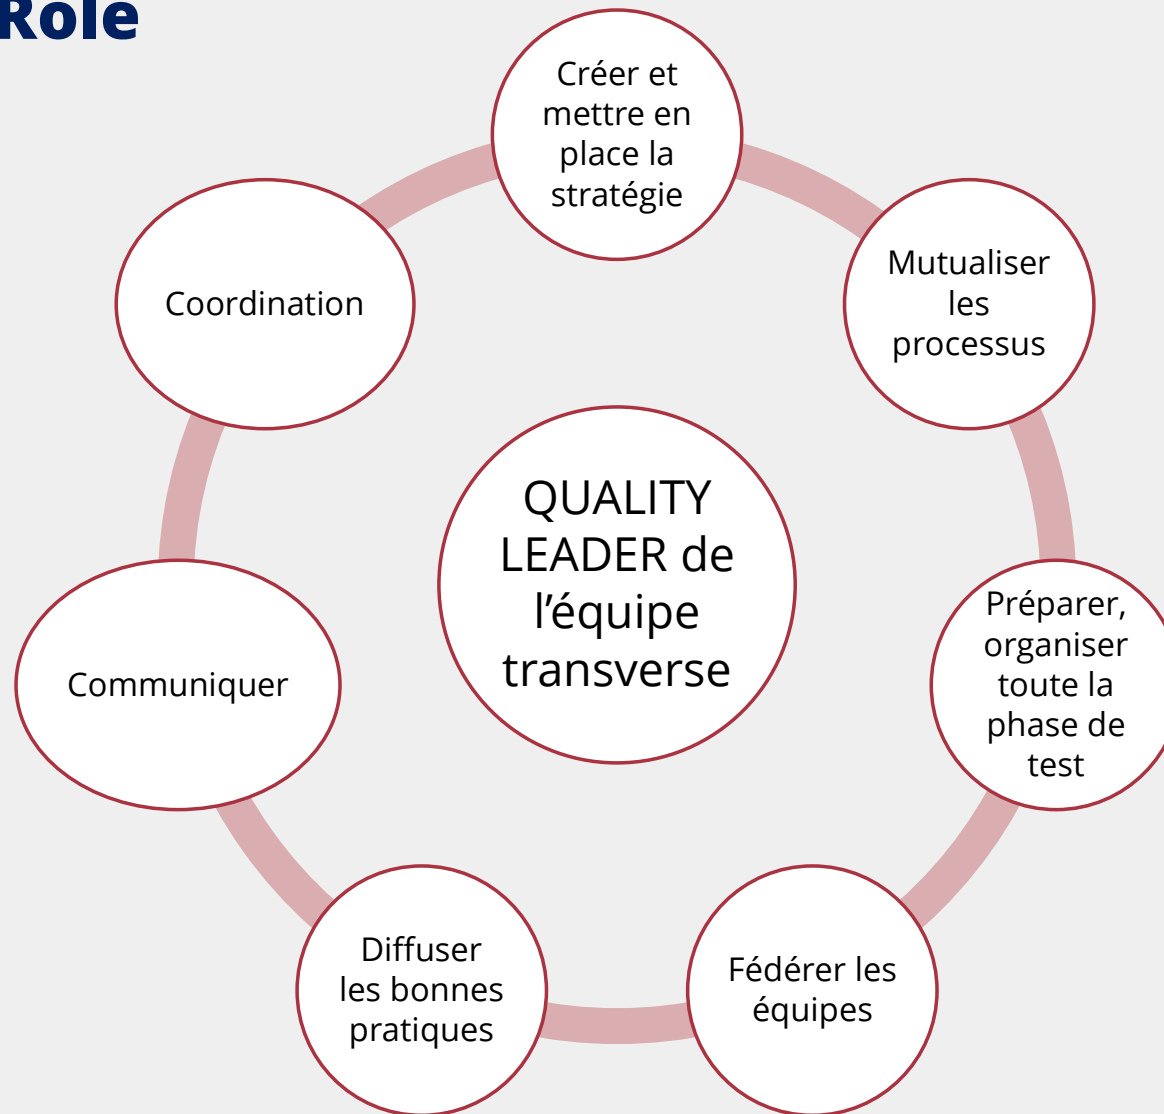 Role
Créer et
mettre en
place la
stratégie
Mutualiser
les
processus
Préparer,
organiser
toute la
phase de
test
Fédérer les
équipes
Diffuser
les bonnes
pratiques
Communiquer
Coordination
QUALITY
LEADER de
l’équipe
transverse